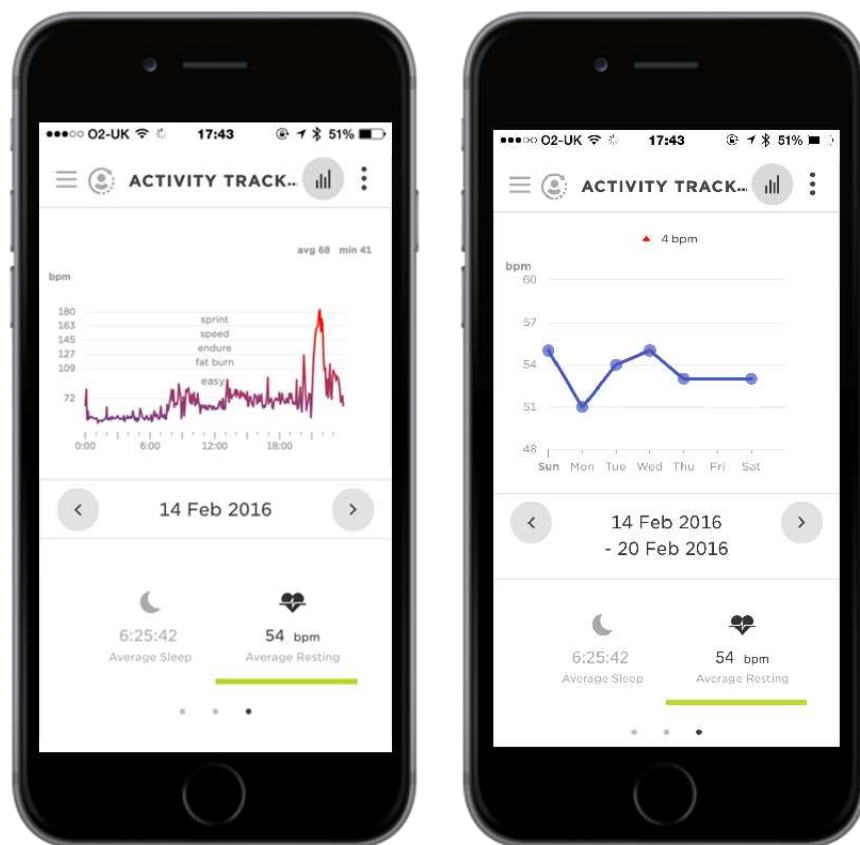 O2-UK 17:43 51%
ACTIVITY TRACK..
avg 68 min 41
bpm
180
163
145
127
109
72
sprint
speed
endure
fat burn
easy
0:00 6:00 12:00 18:00
14 Feb 2016
6:25:42
Average Sleep
54 bpm
Average Resting
O2-UK 17:43 51%
ACTIVITY TRACK..
4 bpm
bpm
60
57
54
51
48
Sun Mon Tue Wed Thu Fri Sat
14 Feb 2016
- 20 Feb 2016
6:25:42
Average Sleep
54 bpm
Average Resting